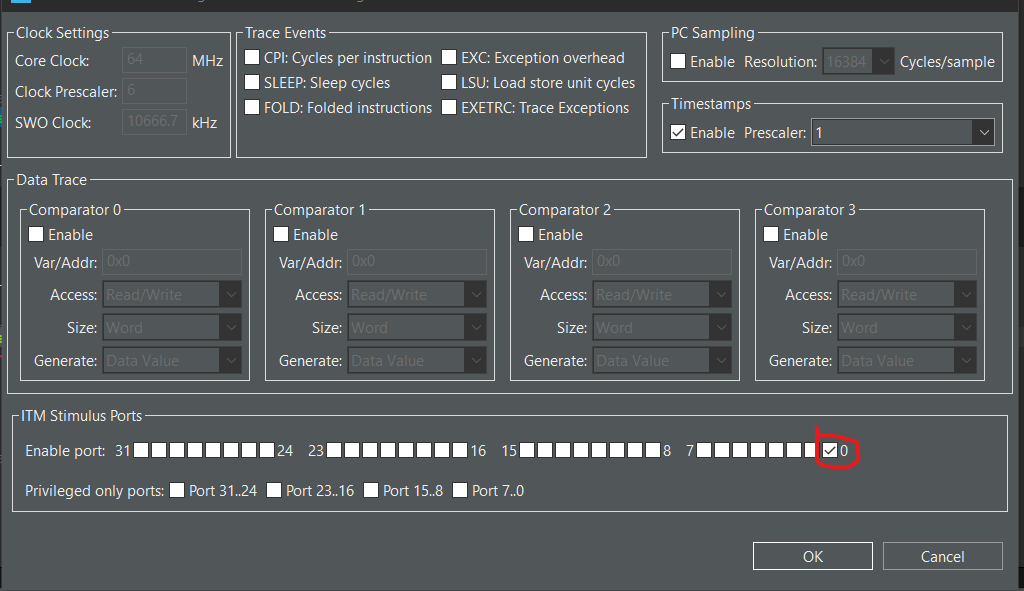 Clock Settings
Core Clock: 64 MHz
Clock Prescaler: 6
SWO Clock: 10666.7 kHz
Trace Events
CPI: Cycles per instruction EXC: Exception overhead
SLEEP: Sleep cycles LSU: Load store unit cycles
FOLD: Folded instructions EXETRC: Trace Exceptions
PC Sampling
Enable Resolution: 16384 Cycles/sample
Timestamps
Enable Prescaler: 1
Data Trace
Comparator 0
Enable
Var/Addr: 0x0
Access: Read/Write
Size: Word
Generate: Data Value
Comparator 1
Enable
Var/Addr: 0x0
Access: Read/Write
Size: Word
Generate: Data Value
Comparator 2
Enable
Var/Addr: 0x0
Access: Read/Write
Size: Word
Generate: Data Value
Comparator 3
Enable
Var/Addr: 0x0
Access: Read/Write
Size: Word
Generate: Data Value
ITM Stimulus Ports
Enable port: 31 24 23 16 15 8 7 0
Privileged only ports: Port 31..24 Port 23..16 Port 15..8 Port 7..0
OK Cancel